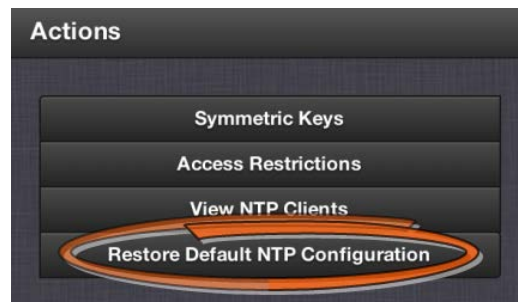 Actions
Symmetric Keys
Access Restrictions
View NTP Clients
Restore Default NTP Configuration